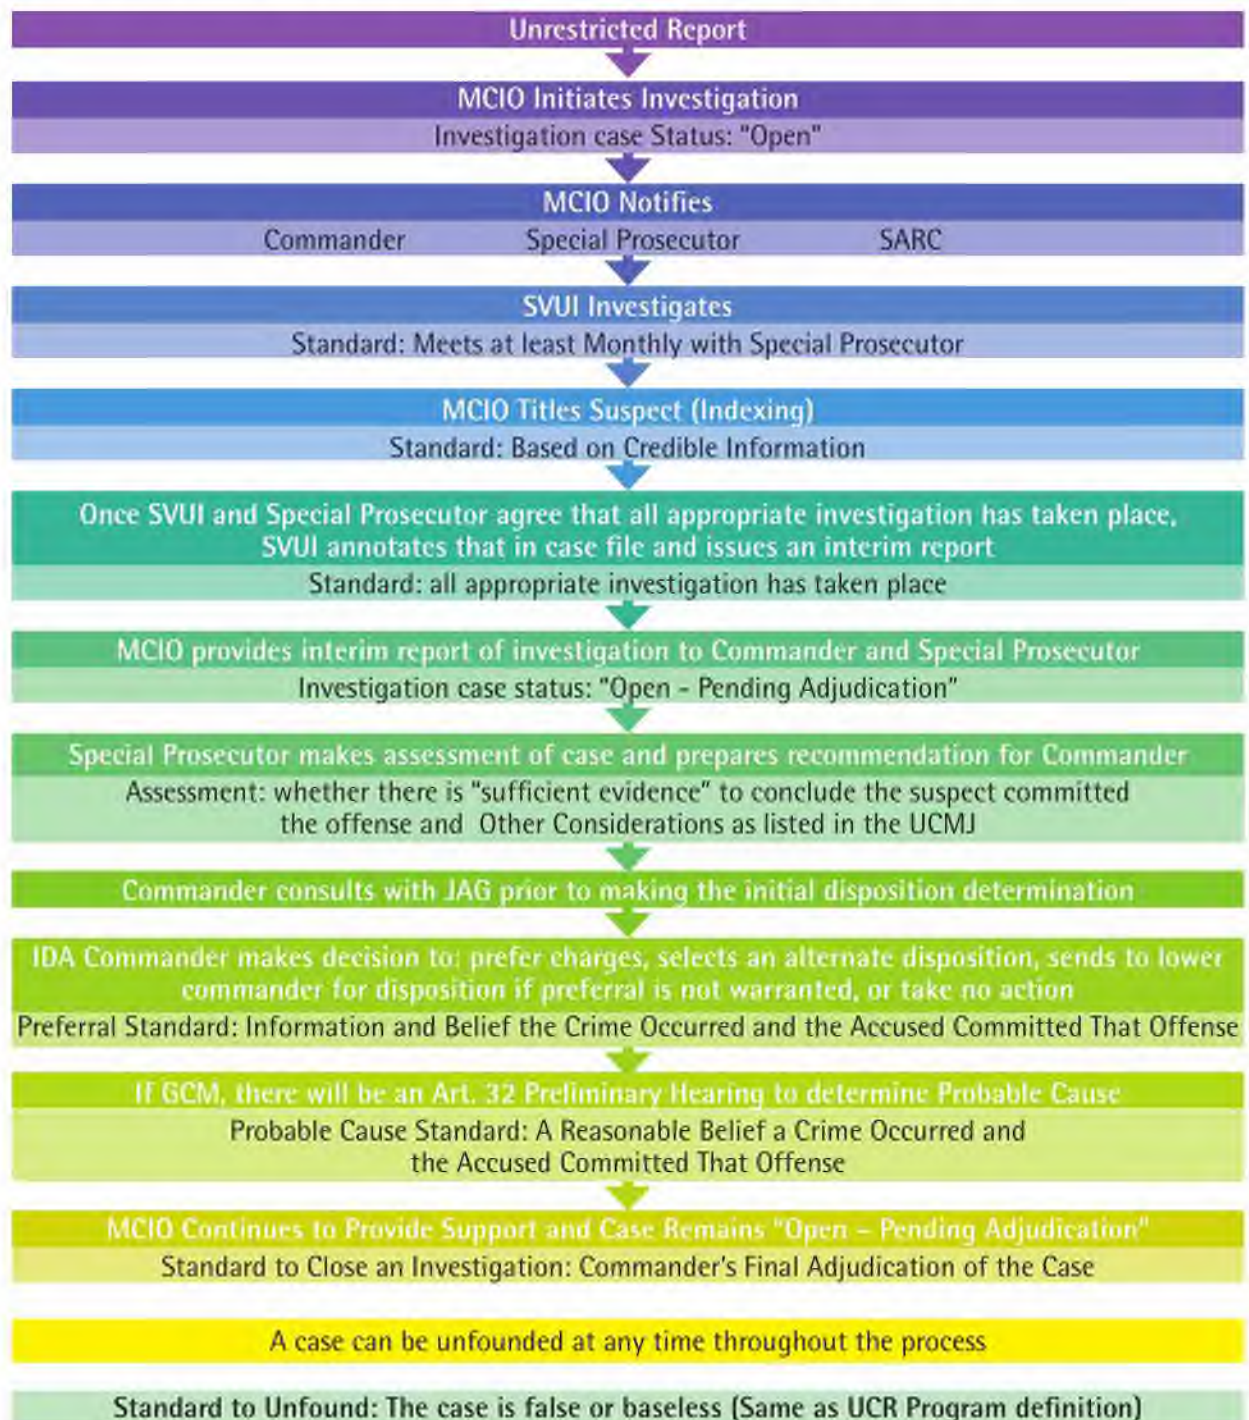 Unrestricted Report
MCIO Initiates Investigation
Investigation case Status: "Open"
MCIO Notifies
Commander Special Prosecutor SARC
SVUI Investigates
Standard: Meets at least Monthly with Special Prosecutor
MCIO Titles Suspect (Indexing)
Standard: Based on Credible Information
Once SVUI and Special Prosecutor agree that all appropriate investigation has taken place,
SVUI annotates that in case file and issues an interim report
Standard: all appropriate investigation has taken place
MCIO provides interim report of investigation to Commander and Special Prosecutor
Investigation case status: "Open - Pending Adjudication"
Special Prosecutor makes assessment of case and prepares recommendation for Commander
Assessment: whether there is "sufficient evidence" to conclude the suspect committed
the offense and Other Considerations as listed in the UCMJ
Commander consults with JAG prior to making the initial disposition determination
IDA Commander makes decision to: prefer charges, selects an alternate disposition, sends to lower
commander for disposition if preferral is not warranted, or take no action
Preferral Standard: Information and Belief the Crime Occurred and the Accused Committed That Offense
If GCM, there will be an Art. 32 Preliminary Hearing to determine Probable Cause
Probable Cause Standard: A Reasonable Belief a Crime Occurred and
the Accused Committed That Offense
MCIO Continues to Provide Support and Case Remains "Open – Pending Adjudication"
Standard to Close an Investigation: Commander's Final Adjudication of the Case
A case can be unfounded at any time throughout the process
Standard to Unfound: The case is false or baseless (Same as UCR Program definition)